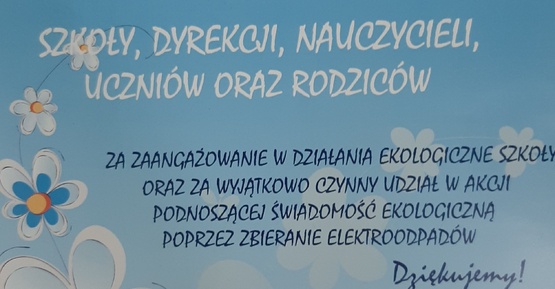 SZKOŁY, DYREKCJI, NAUCZYCIELI,
UCZNIÓW ORAZ RODZICÓW
ZA ZAANGAŻOWANIE W DZIAŁANIA EKOLOGICZNE SZKOŁY
ORAZ ZA WYJĄTKOWO CZYNNY UDZIAŁ W AKCJI
PODNOSZĄCEJ ŚWIADOMOŚĆ EKOLOGICZNĄ
POPRZEZ ZBIERANIE ELEKTROODPADÓW
Dziękujemy!